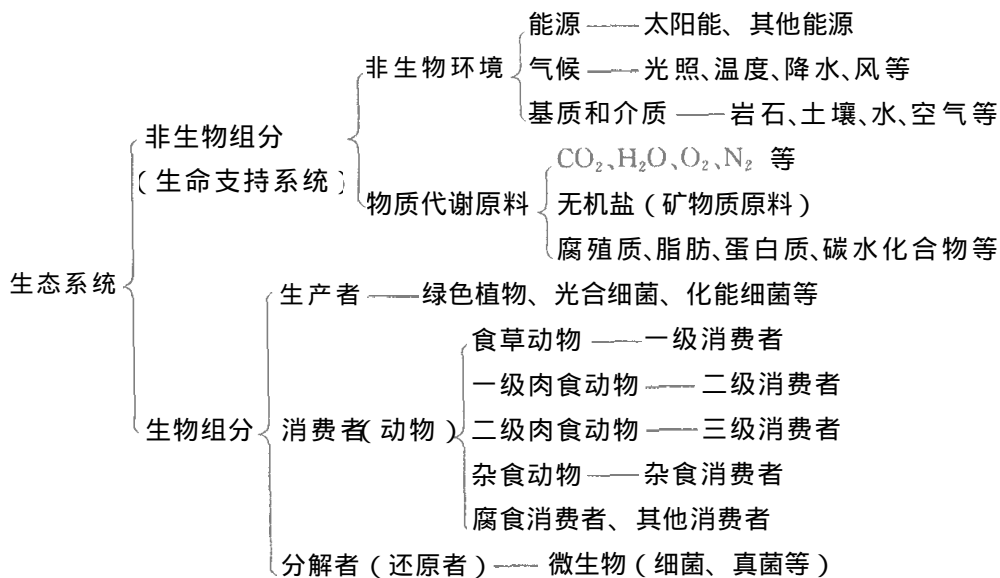 能源——太阳能、其他能源
非生物环境 气候——光照、温度、降水、风等
基质和介质——岩石、土壤、水、空气等
非生物组分
(生命支持系统)
CO₂、H₂O、O₂、N₂ 等
物质代谢原料 无机盐(矿物质原料)
腐殖质、脂肪、蛋白质、碳水化合物等
生态系统
生产者——绿色植物、光合细菌、化能细菌等
食草动物——一级消费者
一级肉食动物——二级消费者
生物组分 消费者(动物) 二级肉食动物——三级消费者
杂食动物——杂食消费者
腐食消费者、其他消费者
分解者(还原者)—微生物(细菌、真菌等)